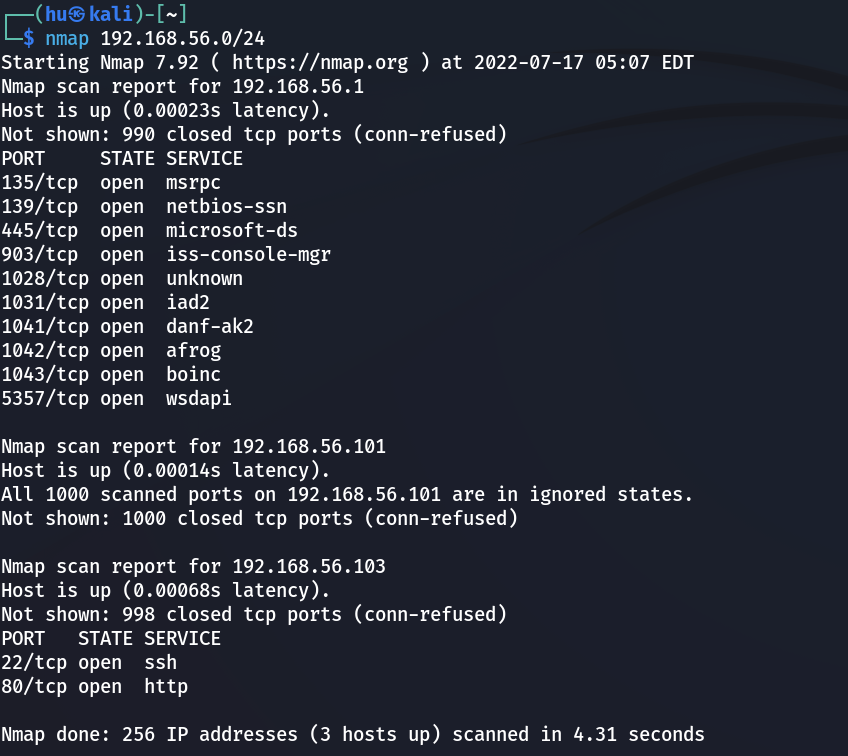 ┌──(hu㉿kali)-[~]
└─$ nmap 192.168.56.0/24
Starting Nmap 7.92 ( https://nmap.org ) at 2022-07-17 05:07 EDT
Nmap scan report for 192.168.56.1
Host is up (0.00023s latency).
Not shown: 990 closed tcp ports (conn-refused)
PORT     STATE SERVICE
135/tcp  open  msrpc
139/tcp  open  netbios-ssn
445/tcp  open  microsoft-ds
903/tcp  open  iss-console-mgr
1028/tcp open  unknown
1031/tcp open  iad2
1041/tcp open  danf-ak2
1042/tcp open  afrog
1043/tcp open  boinc
5357/tcp open  wsdapi

Nmap scan report for 192.168.56.101
Host is up (0.00014s latency).
All 1000 scanned ports on 192.168.56.101 are in ignored states.
Not shown: 1000 closed tcp ports (conn-refused)

Nmap scan report for 192.168.56.103
Host is up (0.00068s latency).
Not shown: 998 closed tcp ports (conn-refused)
PORT   STATE SERVICE
22/tcp open  ssh
80/tcp open  http

Nmap done: 256 IP addresses (3 hosts up) scanned in 4.31 seconds